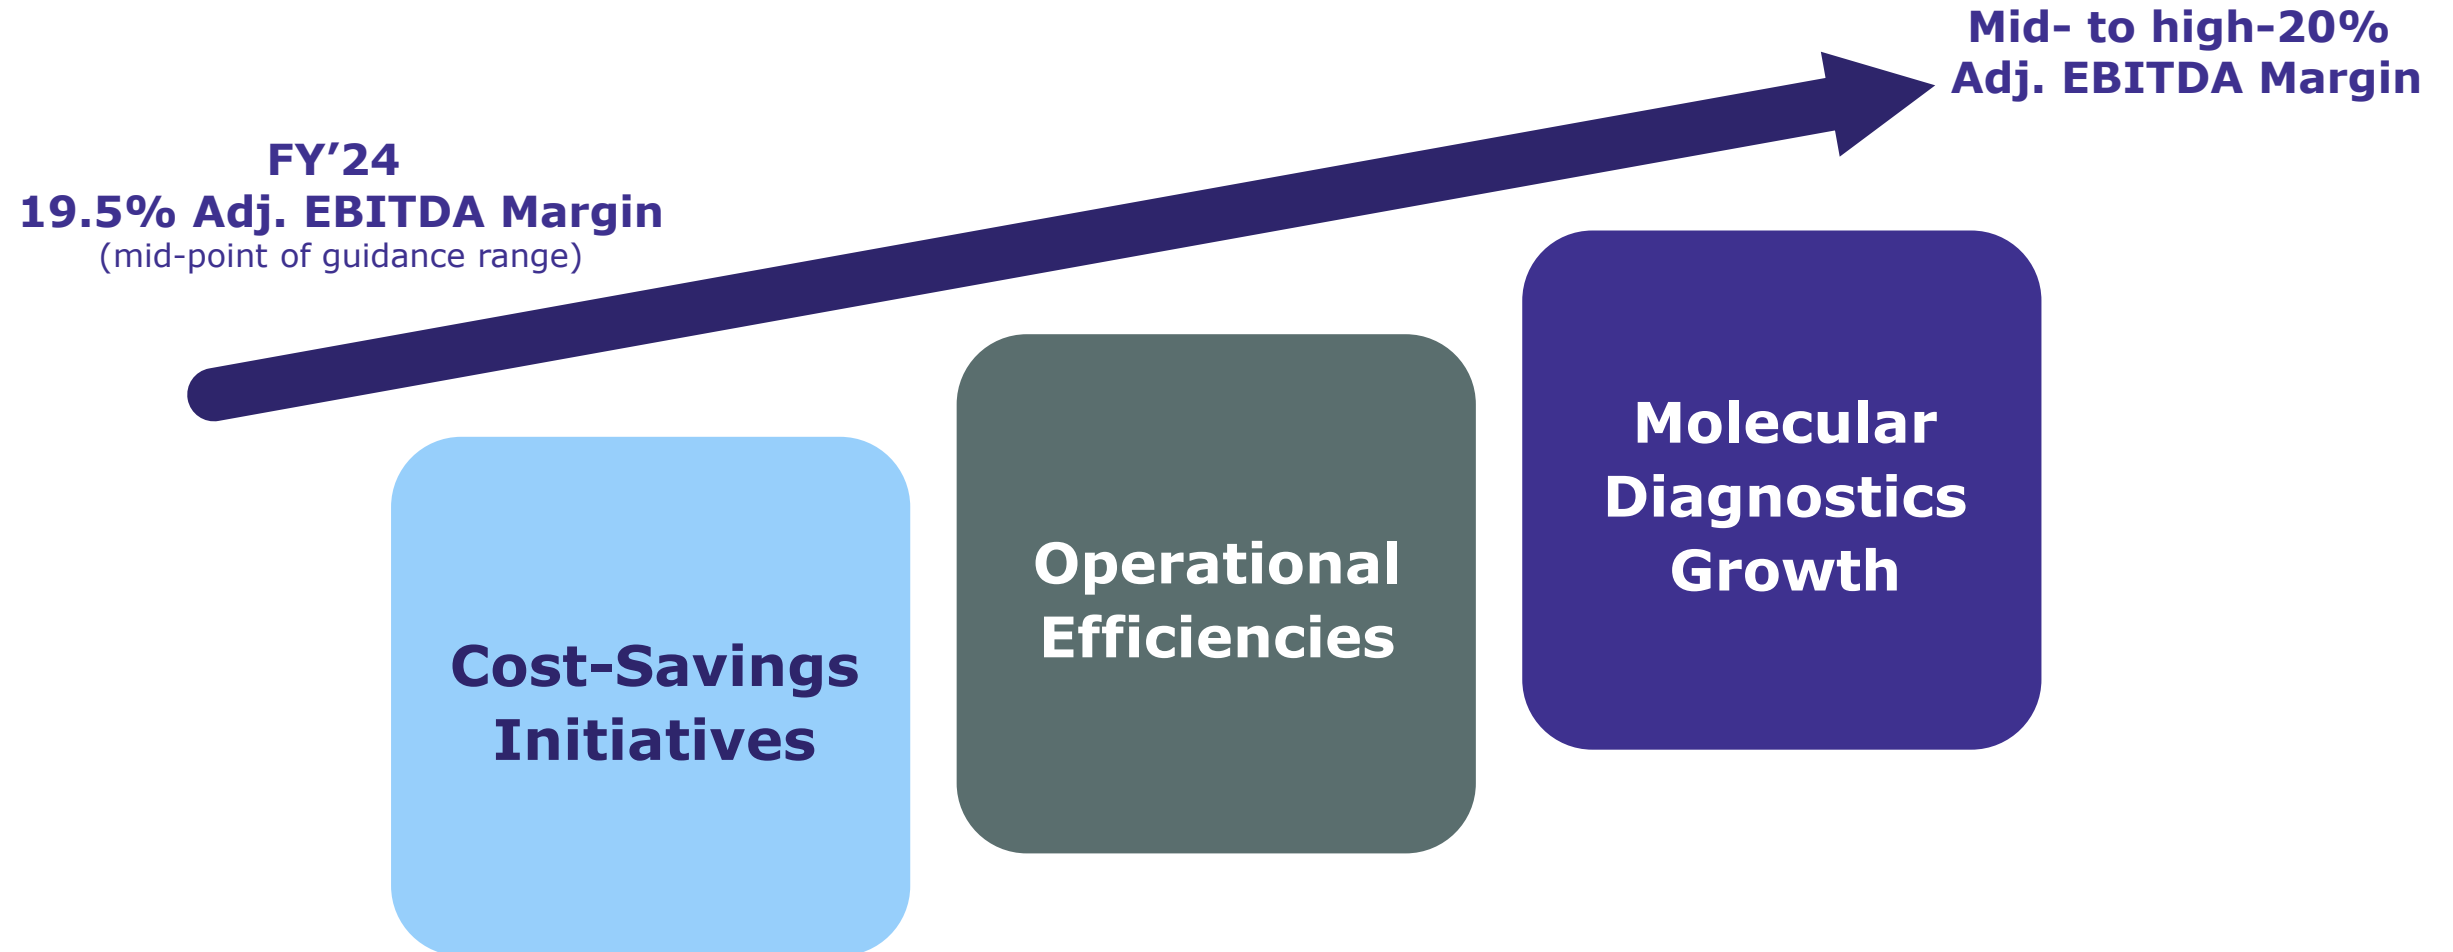 Mid- to high-20%
Adj. EBITDA Margin
FY’24
19.5% Adj. EBITDA Margin
(mid-point of guidance range)
Cost-Savings
Initiatives
Operational
Efficiencies
Molecular
Diagnostics
Growth